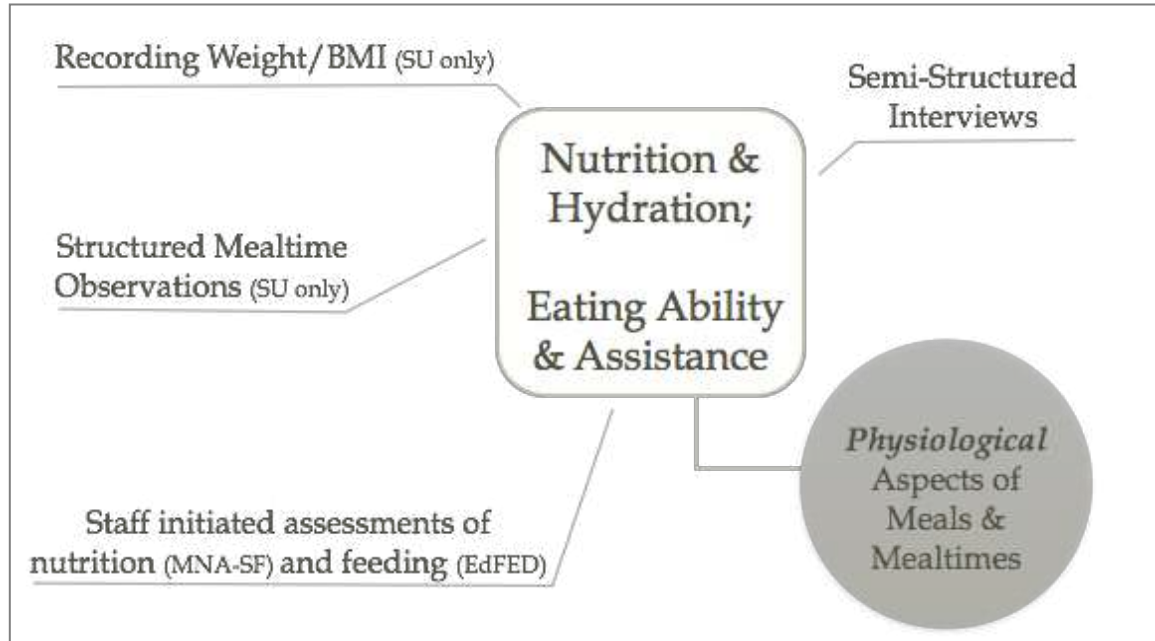 Recording Weight/BMI (SU only)
Semi-Structured
Interviews
Nutrition &
Hydration;
Eating Ability
& Assistance
Structured Mealtime
Observations (SU only)
Physiological
Aspects of
Meals &
Mealtimes
Staff initiated assessments of
nutrition (MNA-SF) and feeding (EdFED)